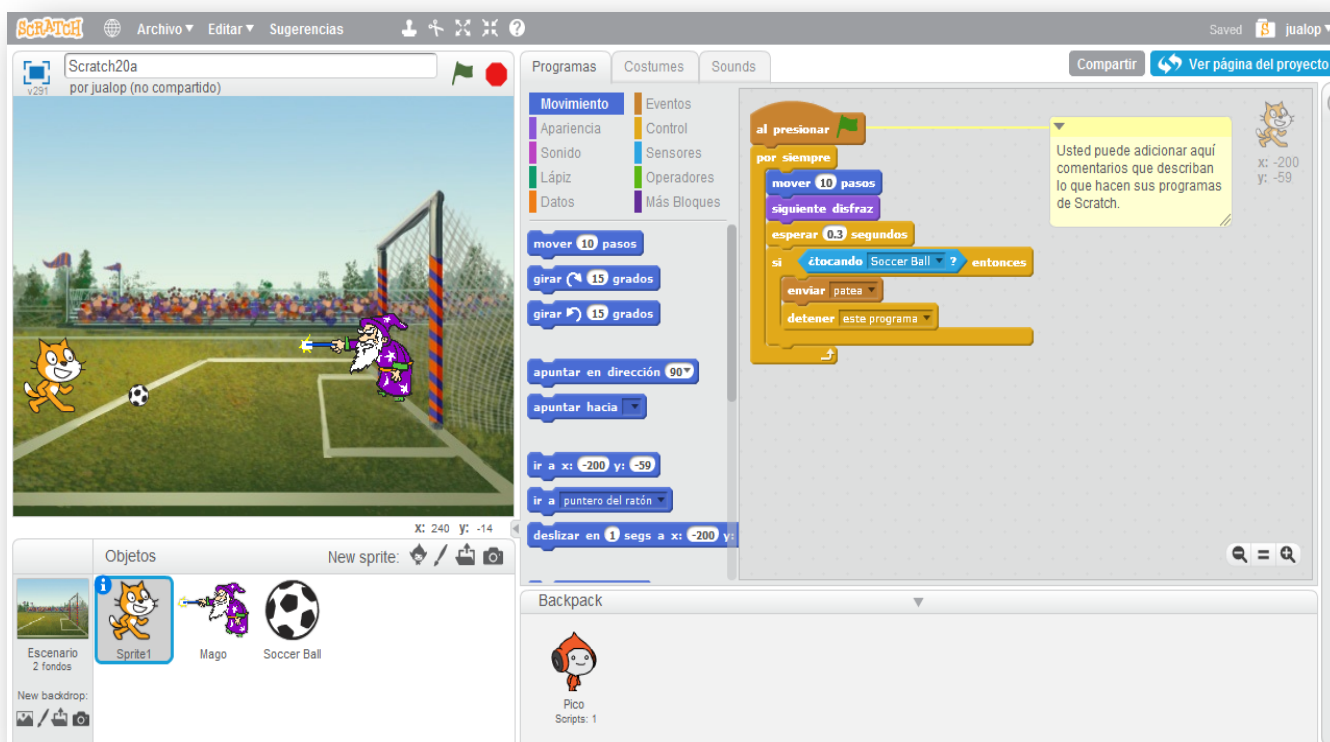 SCRATCH Archivo Editar Sugerencias Saved S jualop
v291
Scratch20a
por jualop (no compartido)
X: 240 y: -14
Objetos New sprite:
Escenario
2 fondos
New backdrop:
Sprite1
Mago
Soccer Ball
Programas Costumes Sounds
Compartir Ver página del proyecto
Movimiento Eventos
Apariencia Control
Sonido Sensores
Lápiz Operadores
Datos Más Bloques
mover 10 pasos
girar 15 grados
girar 15 grados
apuntar en dirección 90
apuntar hacia
ir a x: -200 y: -59
ir a puntero del ratón
deslizar en 1 segs a x: -200 y:
al presionar
por siempre
mover 10 pasos
siguiente disfraz
esperar 0.3 segundos
si ¿tocando Soccer Ball ? entonces
enviar patea
detener este programa
Usted puede adicionar aquí
comentarios que describan
lo que hacen sus programas
de Scratch.
x: -200
y: -59
Backpack
Pico
Scripts: 1